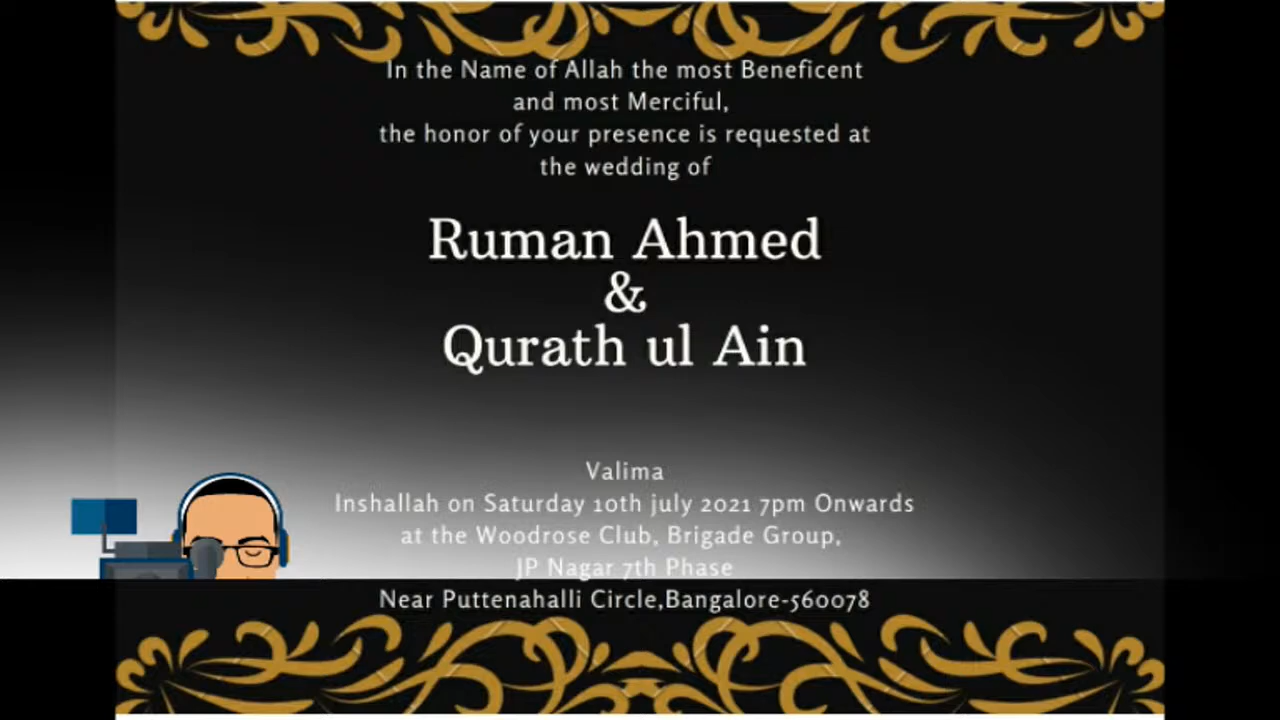 In the Name of Allah the most Beneficent
and most Merciful,
the honor of your presence is requested at
the wedding of
Ruman Ahmed
&
Qurath ul Ain
Valima
Inshallah on Saturday 10th july 2021 7pm Onwards
at the Woodrose Club, Brigade Group,
JP Nagar 7th Phase
Near Puttenahalli Circle,Bangalore-560078